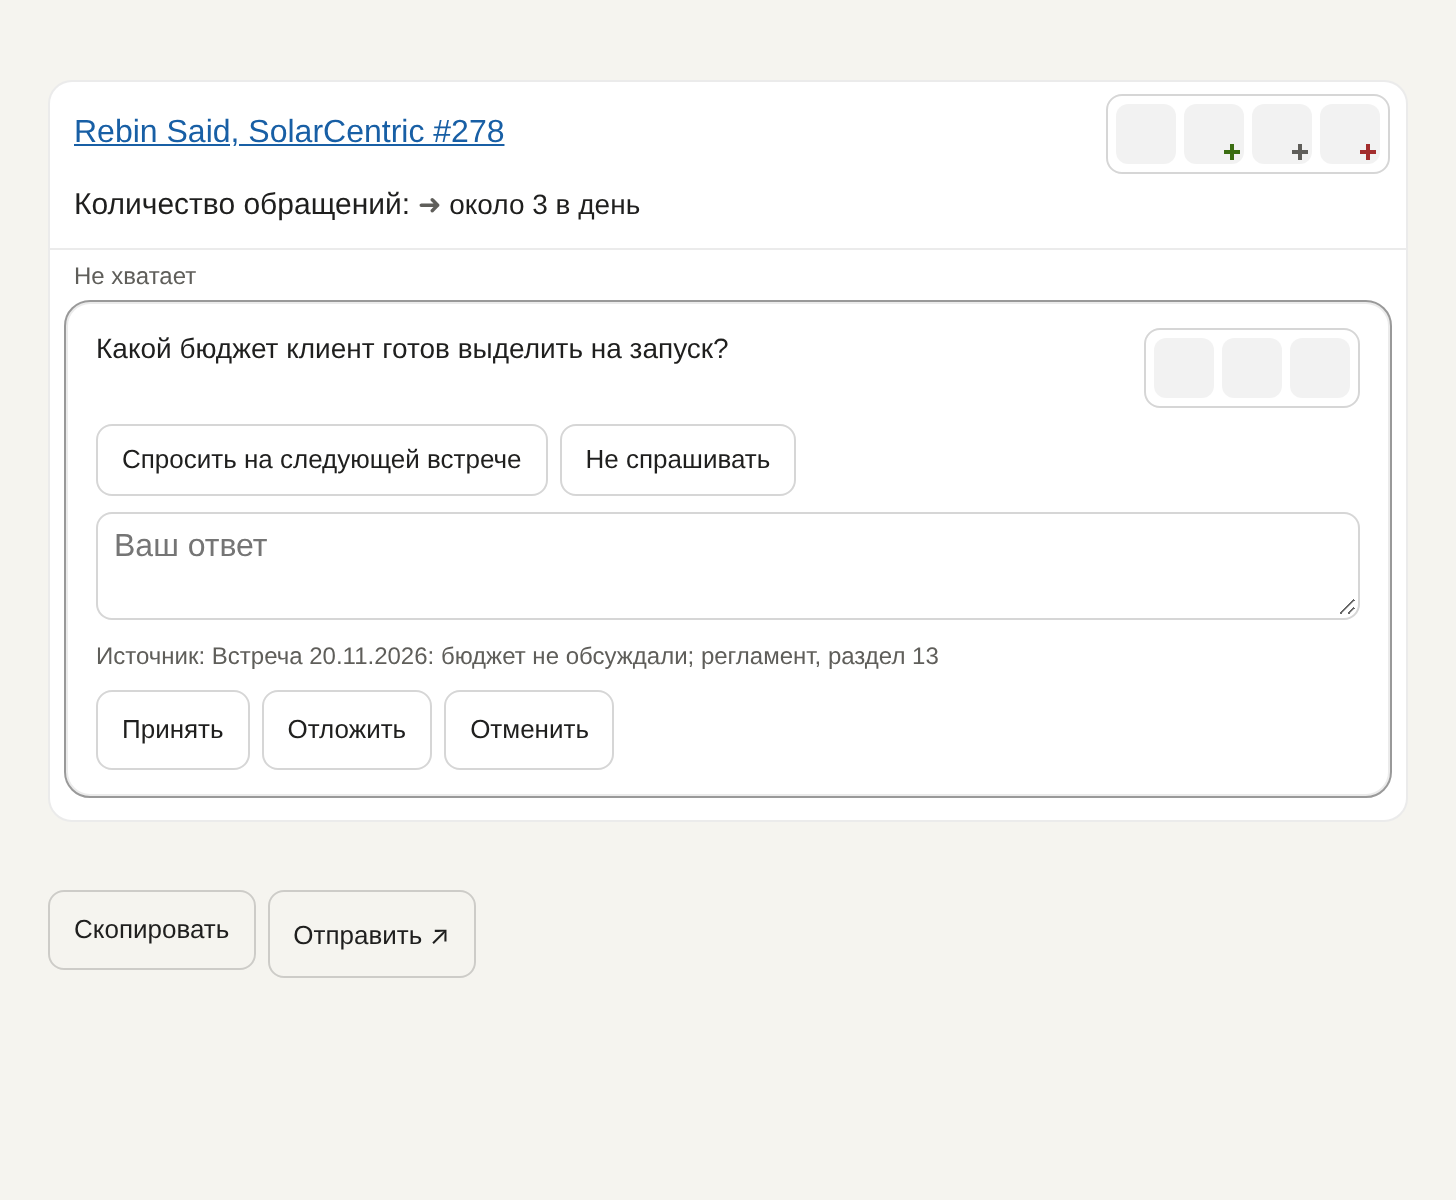 Rebin Said, SolarCentric #278
Количество обращений: ➜ около 3 в день
Не хватает
Какой бюджет клиент готов выделить на запуск?
Спросить на следующей встрече
Не спрашивать
Ваш ответ
Источник: Встреча 20.11.2026: бюджет не обсуждали; регламент, раздел 13
Принять
Отложить
Отменить
Скопировать
Отправить ↗